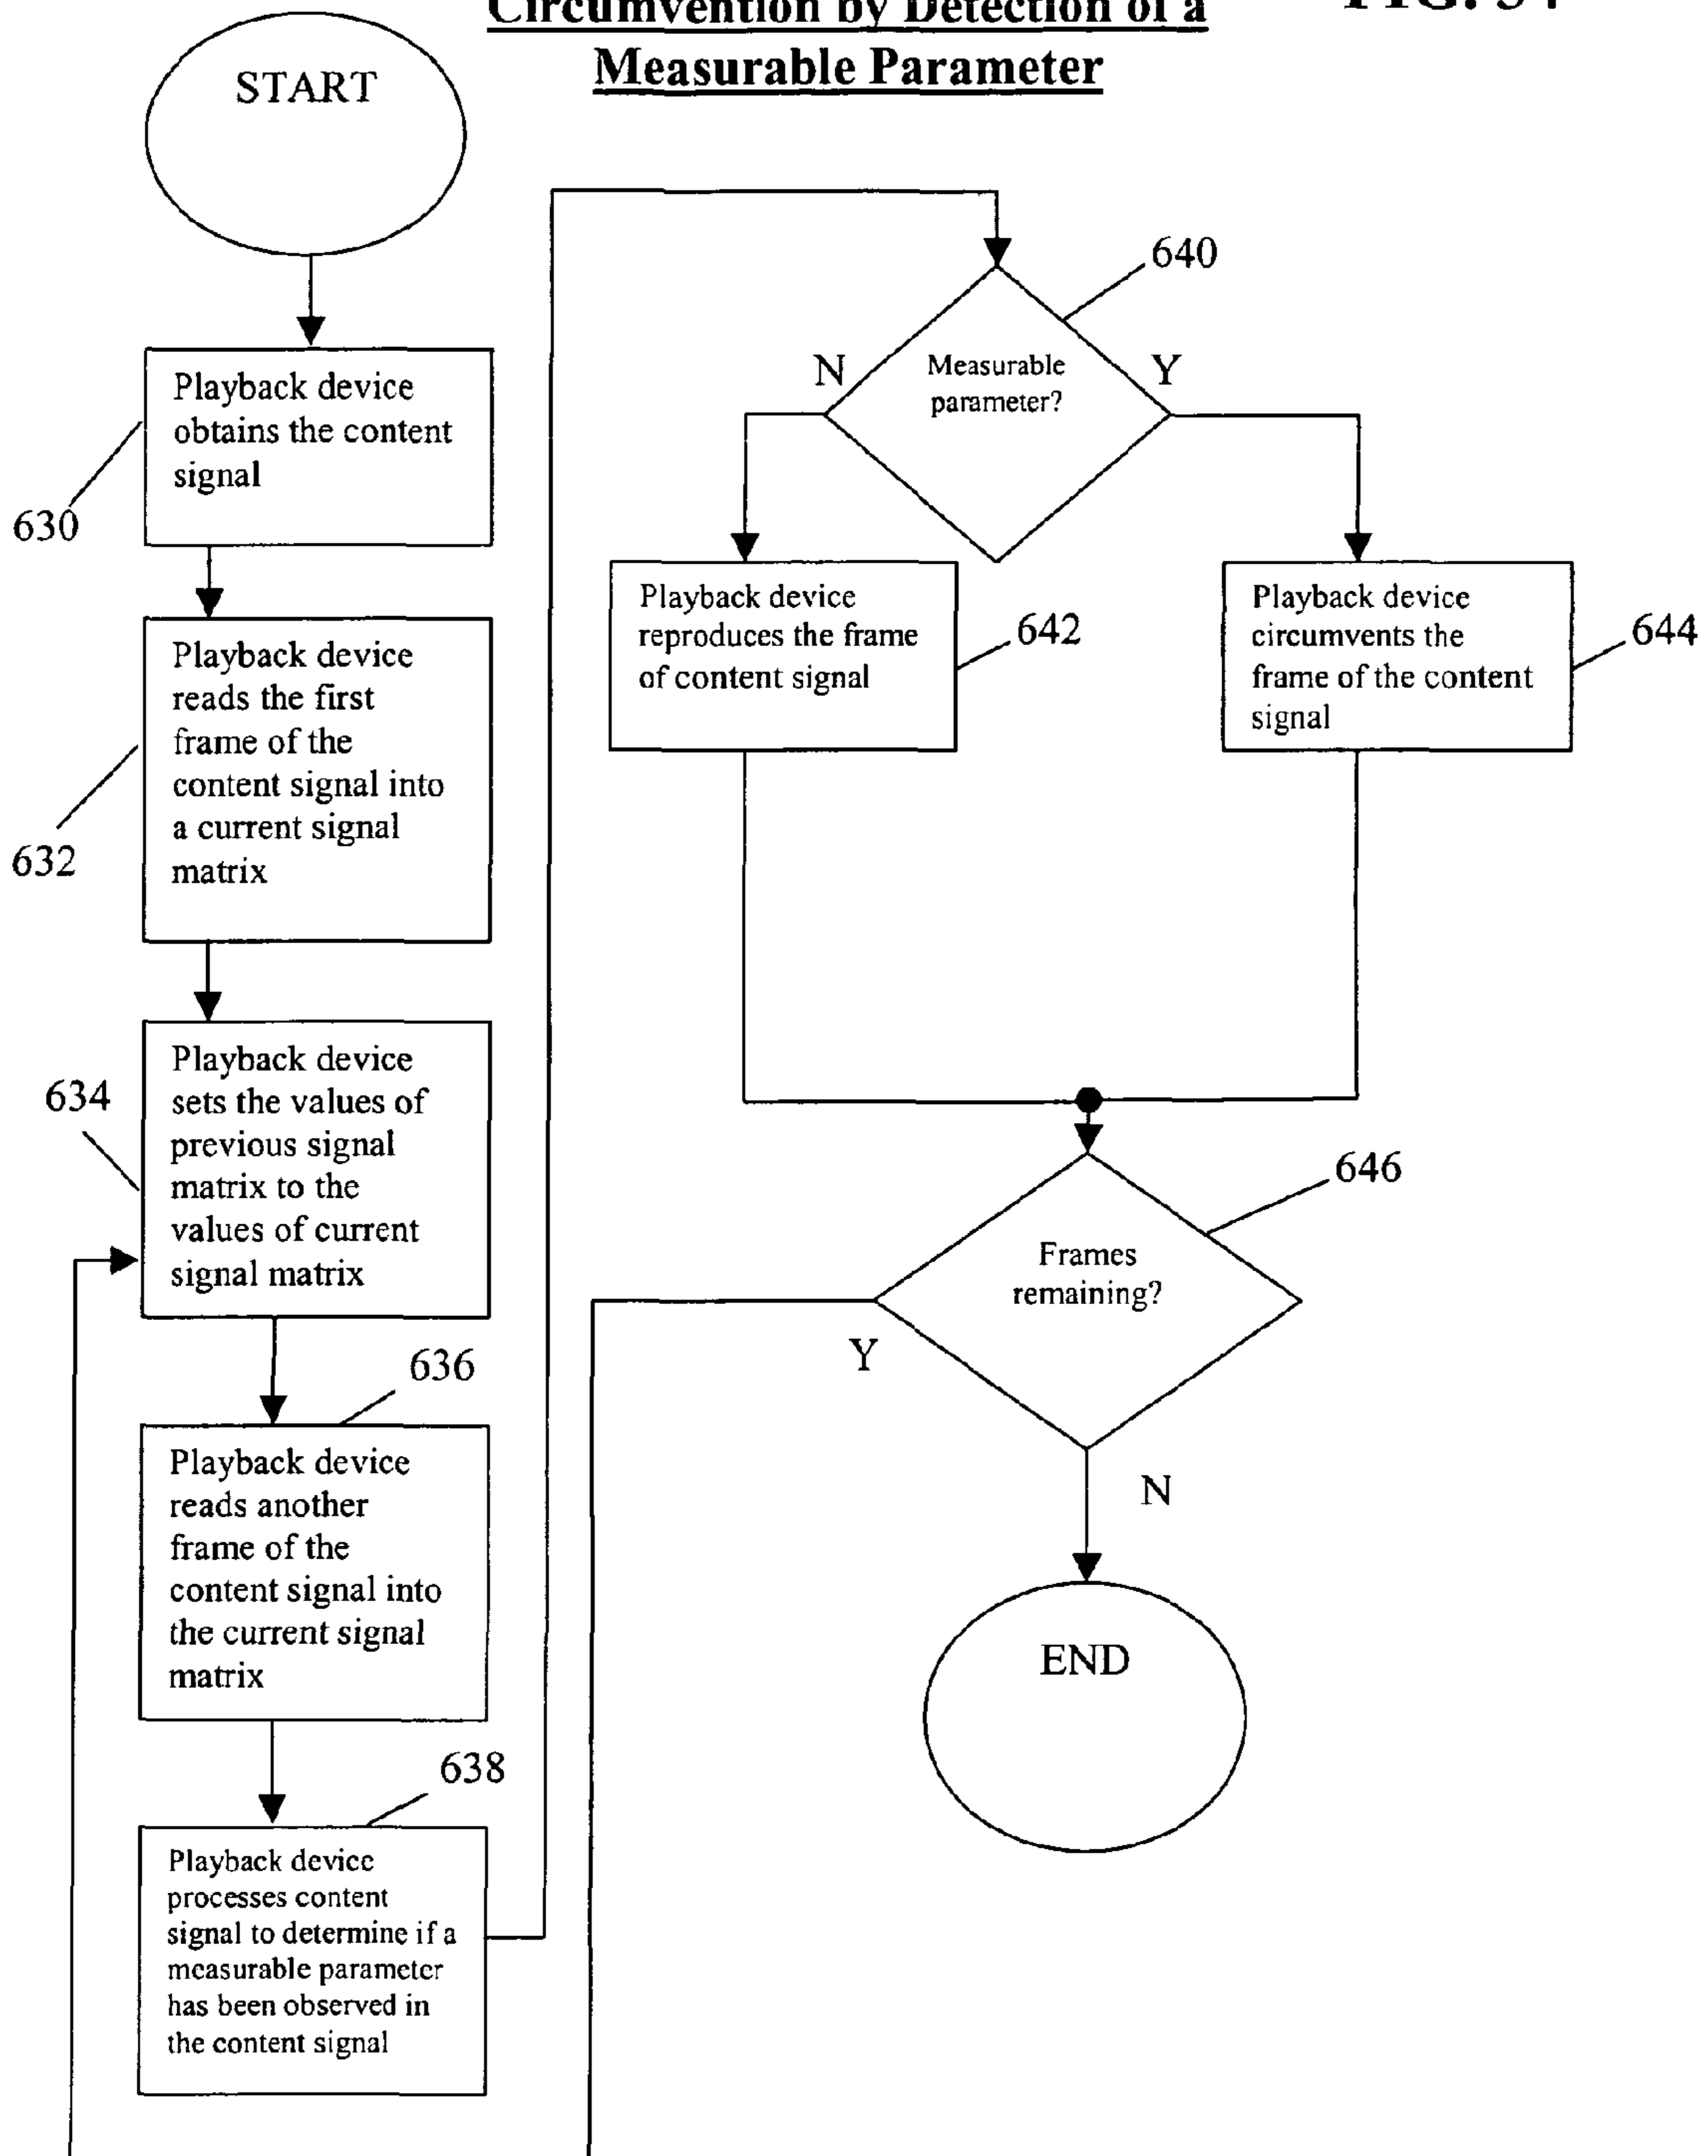 Circumvention by Detection of a
Measurable Parameter
START
Playback device
obtains the content
signal
630
Playback device
reads the first
frame of the
content signal into
a current signal
matrix
632
Playback device
sets the values of
previous signal
matrix to the
values of current
signal matrix
634
636
Playback device
reads another
frame of the
content signal into
the current signal
matrix
638
Playback device
processes content
signal to determine if a
measurable parameter
has been observed in
the content signal
640
Measurable
parameter?
N
Y
Playback device
reproduces the frame
of content signal
642
Playback device
circumvents the
frame of the content
signal
644
646
Frames
remaining?
Y
N
END